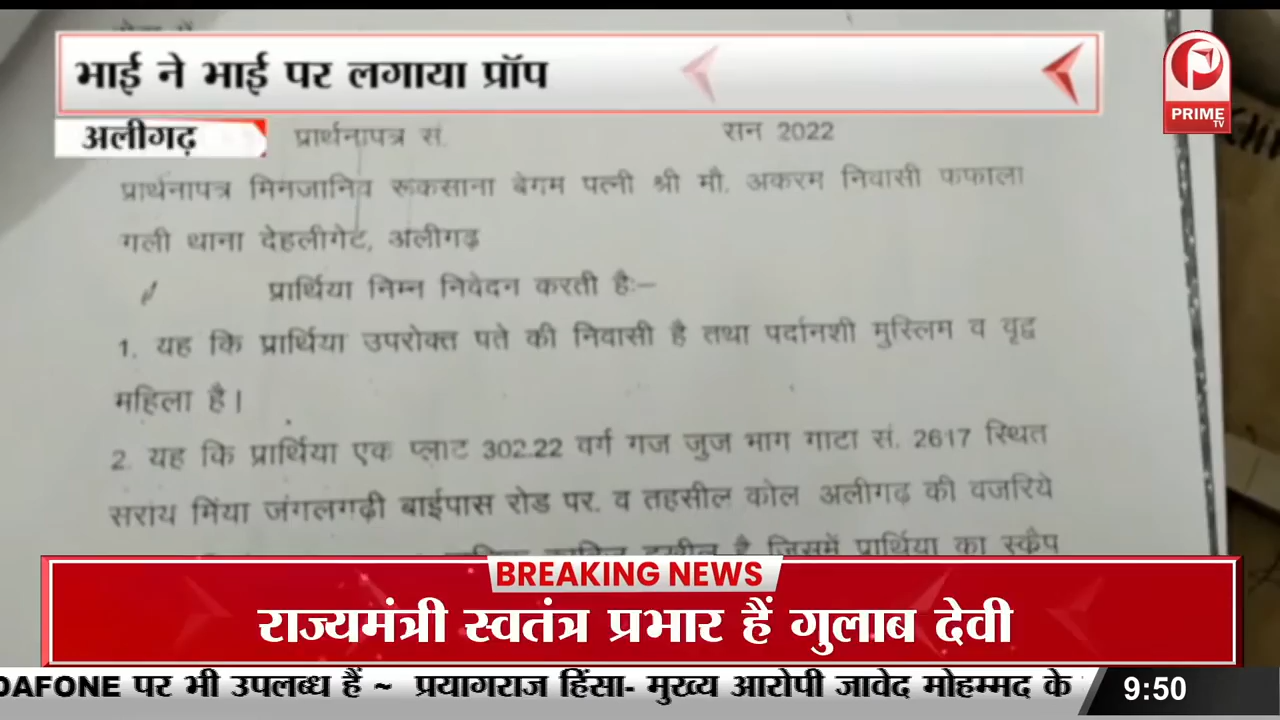 भाई ने भाई पर लगाया प्रॉप
PRIME
TV
अलीगढ़
प्रार्थनापत्र सं. सन 2022
प्रार्थनापत्र मिनजानिव रूकसाना बेगम पत्नी श्री मौ. अकरम निवासी फफाला
गली थाना देहलीगेट, अलीगढ़
प्रार्थिया निम्न निवेदन करती हैः–
1. यह कि प्रार्थिया उपरोक्त पते की निवासी है तथा पर्दानशी मुस्लिम व वृद्व
महिला है।
2. यह कि प्रार्थिया एक प्लाट 302.22 वर्ग गज जुज भाग गाटा सं. 2617 स्थित
सराय मिंया जंगलगढ़ी बाईपास रोड पर. व तहसील कोल अलीगढ़ की वजरिये
है जिसमें प्रार्थिया का स्कैप
BREAKING NEWS
राज्यमंत्री स्वतंत्र प्रभार हैं गुलाब देवी
DAFONE पर भी उपलब्ध हैं ~ प्रयागराज हिंसा- मुख्य आरोपी जावेद मोहम्मद के
9:50